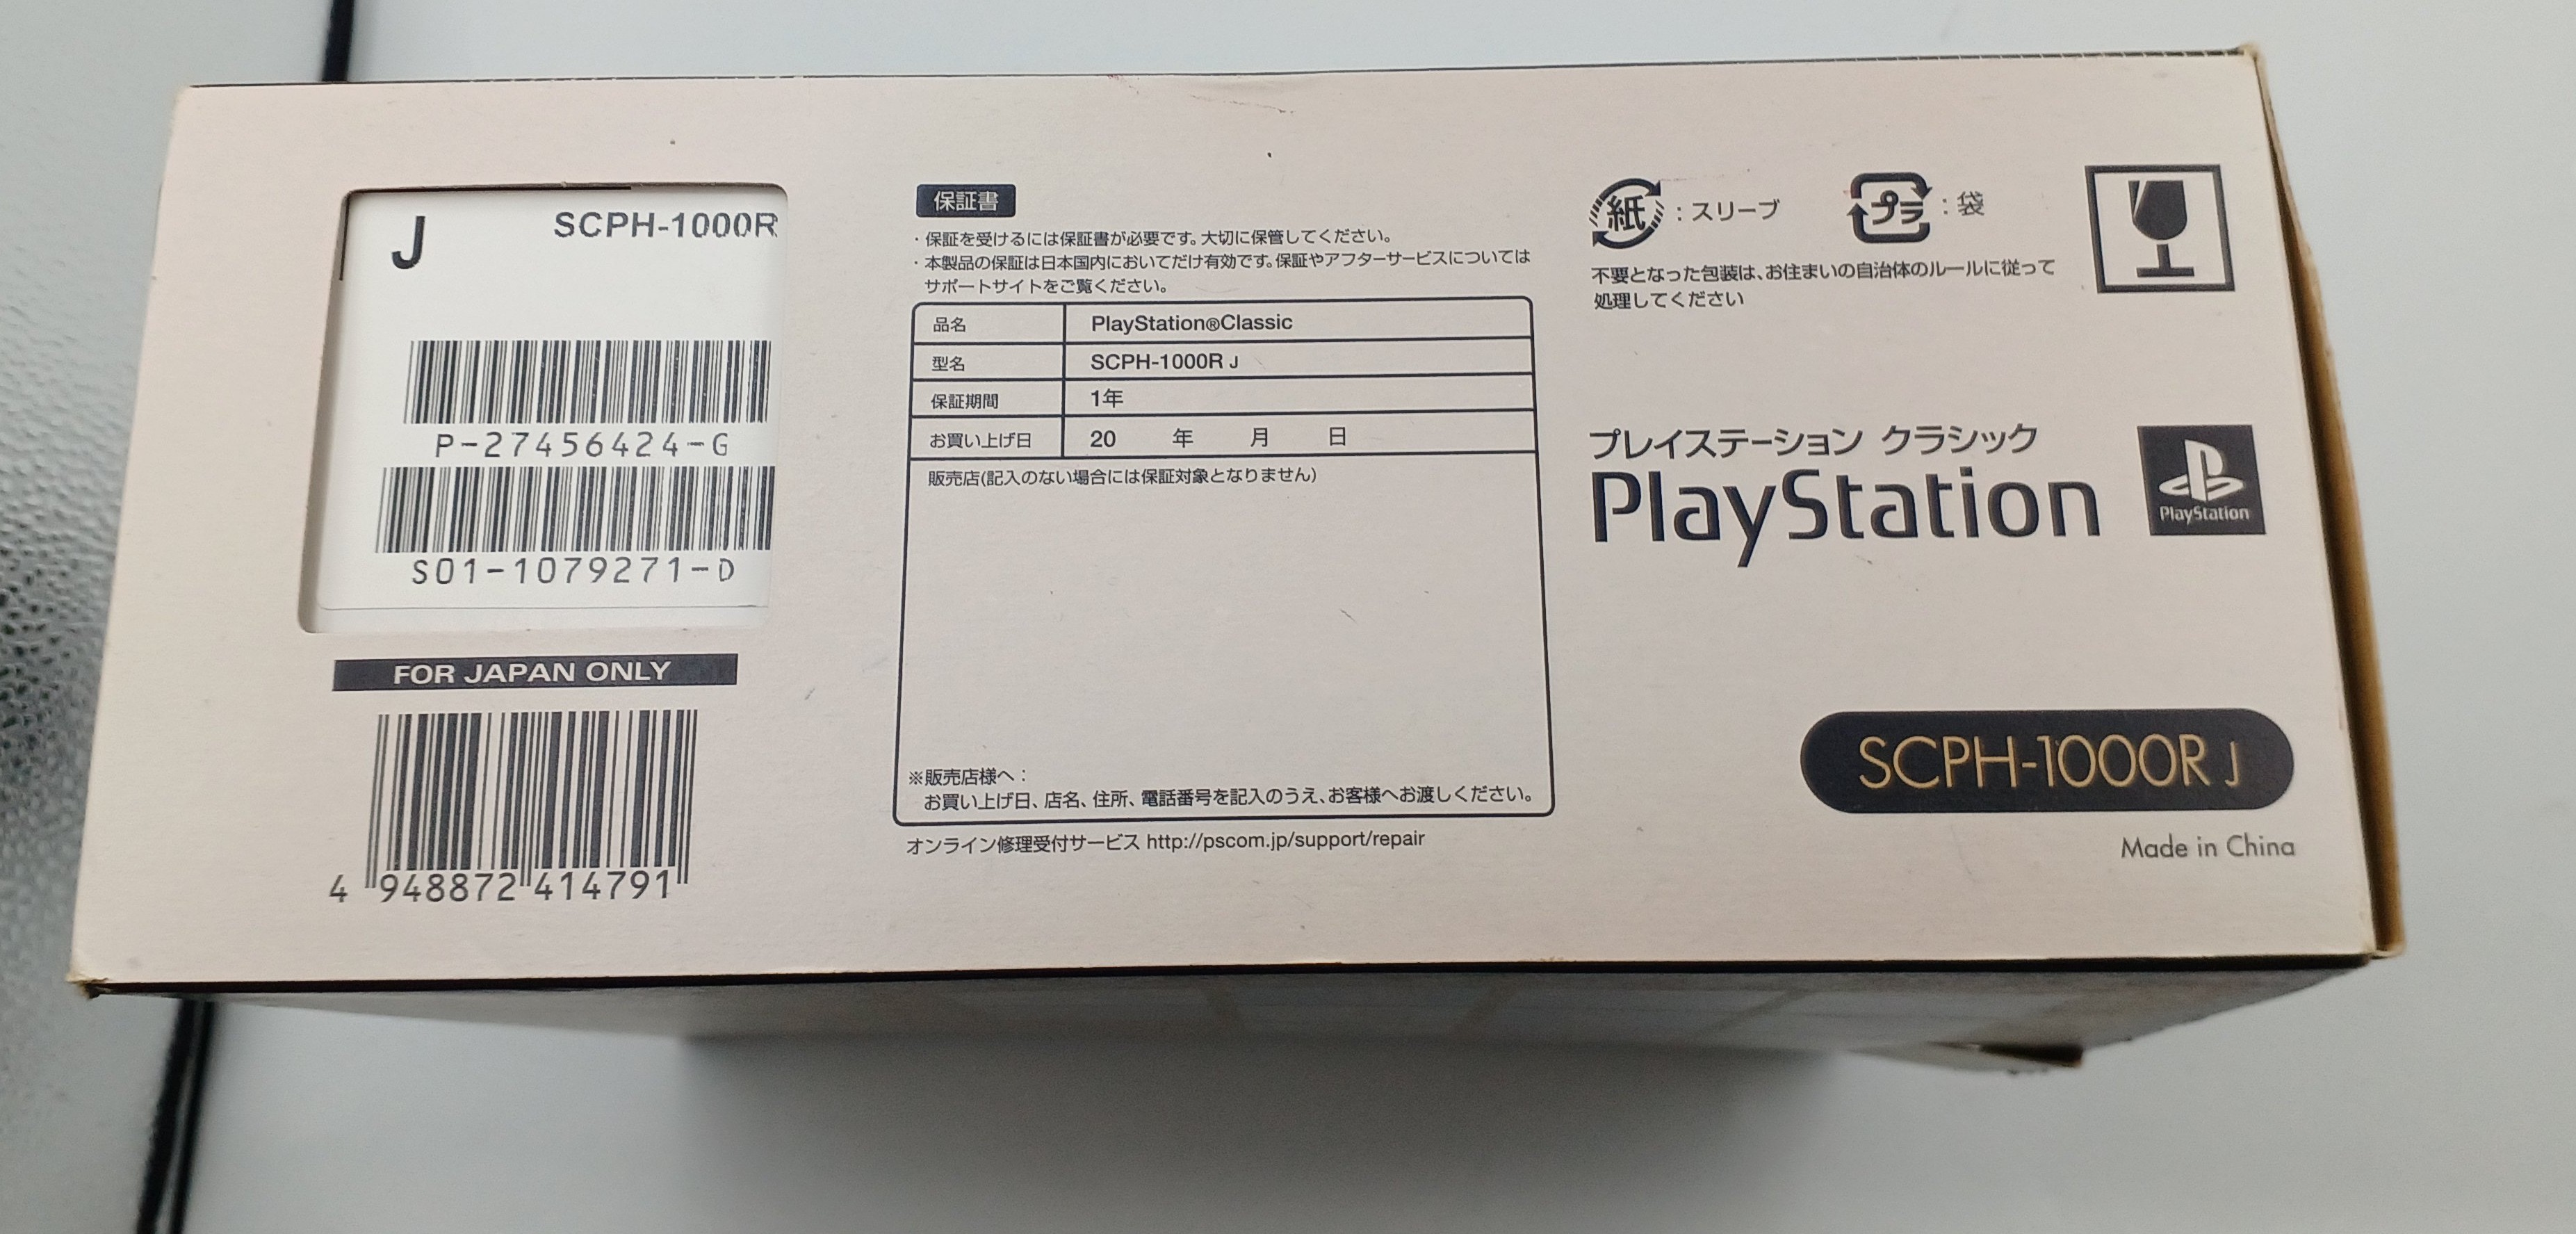 J SCPH-1000R
P-27456424-G
S01-1079271-D
FOR JAPAN ONLY
4 948872 414791
保証書
・保証を受けるには保証書が必要です。大切に保管してください。
・本製品の保証は日本国内においてだけ有効です。保証やアフターサービスについては
サポートサイトをご覧ください。
品名 PlayStation®Classic
型名 SCPH-1000R J
保証期間 1年
お買い上げ日 20 年 月 日
販売店(記入のない場合には保証対象となりません)
※販売店様へ：
お買い上げ日、店名、住所、電話番号を記入のうえ、お客様へお渡しください。
オンライン修理受付サービス http://pscom.jp/support/repair
紙：スリーブ プラ：袋
不要となった包装は、お住まいの自治体のルールに従って
処理してください
プレイステーション クラシック
PlayStation
PlayStation
SCPH-1000R J
Made in China